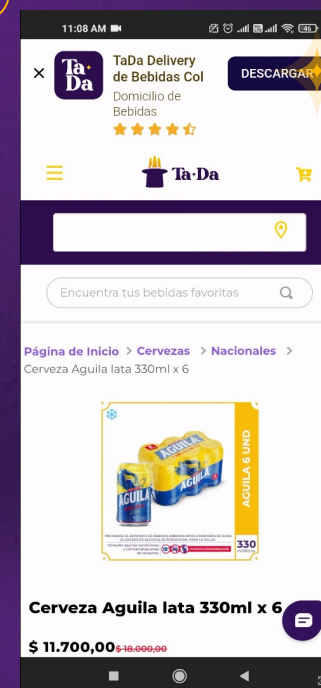 11:08 AM
46
TaDa Delivery
de Bebidas Col
Domicilio de
Bebidas
Ta·
Da
DESCARGAR
Ta·Da
Encuentra tus bebidas favoritas
Página de Inicio > Cervezas > Nacionales >
Cerveza Aguila lata 330ml x 6
AGUILA
AGUILA
AGUILA 6 UND
330
Cerveza Aguila lata 330ml x 6
$ 11.700,00 $ 18.000,00